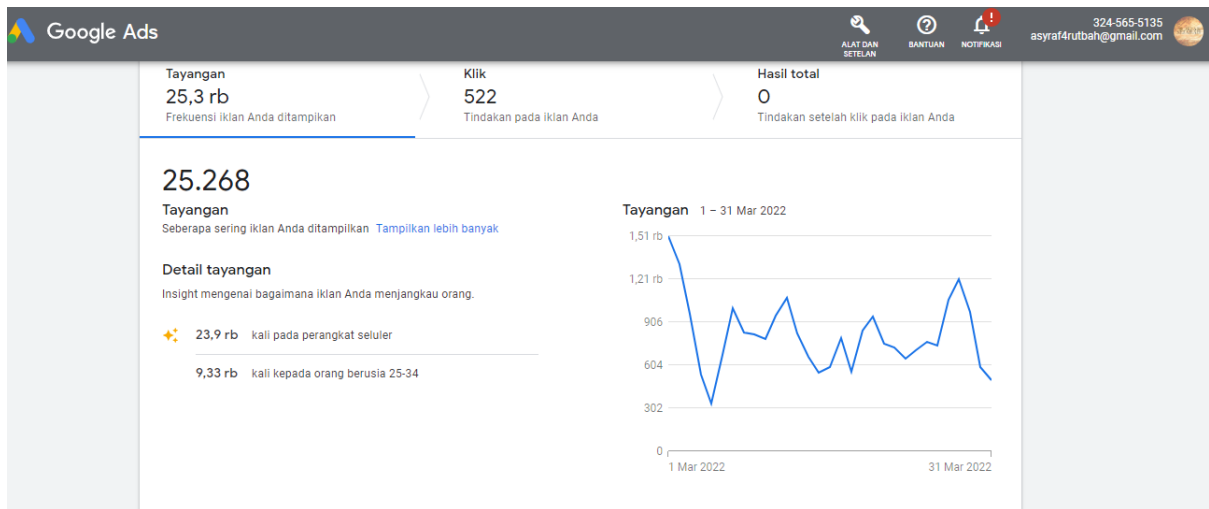 Google Ads
ALAT DAN
SETELAN
BANTUAN
!
NOTIFIKASI
324-565-5135
asyraf4rutbah@gmail.com
Tayangan
25,3 rb
Frekuensi iklan Anda ditampikan
Klik
522
Tindakan pada iklan Anda
Hasil total
0
Tindakan setelah klik pada iklan Anda
25.268
Tayangan
Seberapa sering iklan Anda ditampilkan Tampilkan lebih banyak
Detail tayangan
Insight mengenai bagaimana iklan Anda menjangkau orang.
23,9 rb kali pada perangkat seluler
9,33 rb kali kepada orang berusia 25-34
Tayangan 1 – 31 Mar 2022
1,51 rb
1,21 rb
906
604
302
0
1 Mar 2022 31 Mar 2022